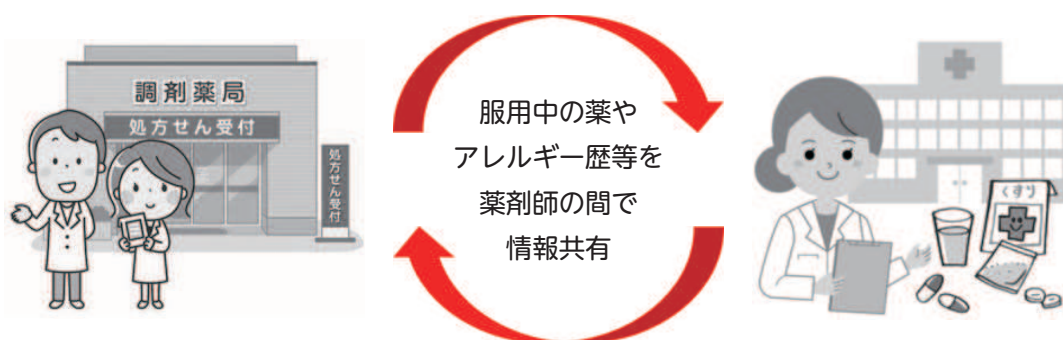 調剤薬局
処方せん受付
処方せん受付
服用中の薬や
アレルギー歴等を
薬剤師の間で
情報共有
くすり